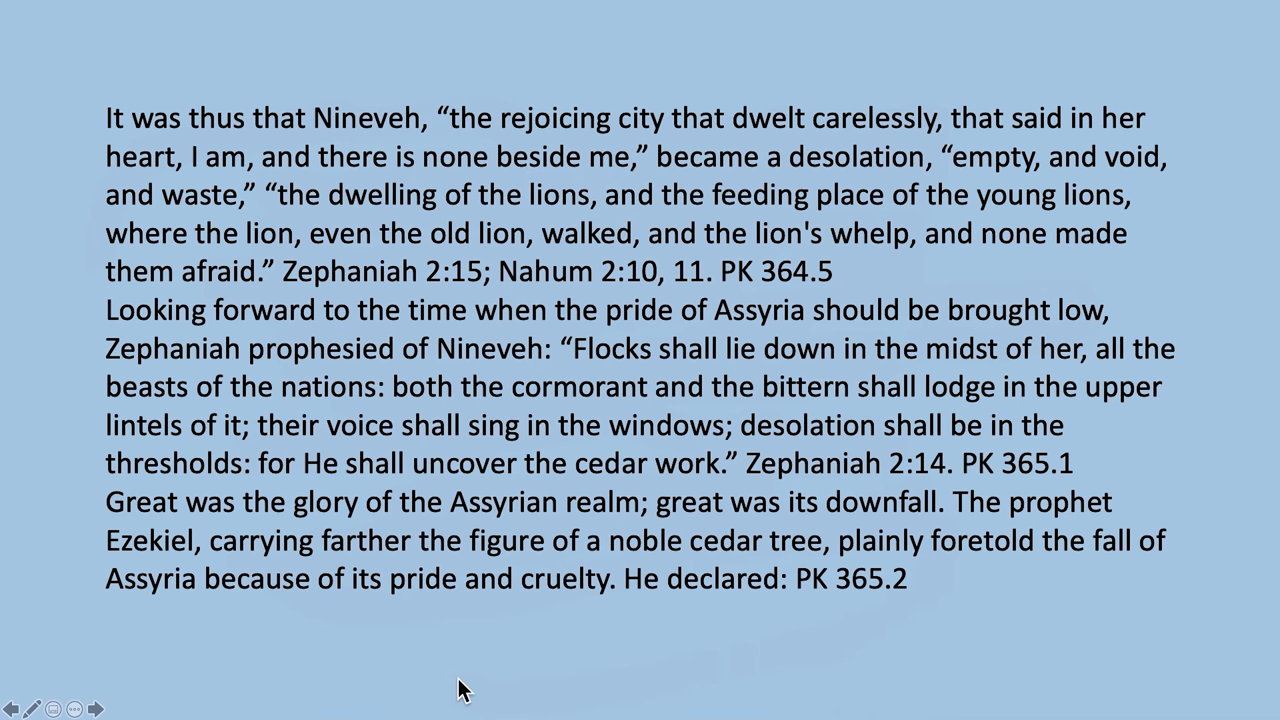 It was thus that Nineveh, “the rejoicing city that dwelt carelessly, that said in her
heart, I am, and there is none beside me,” became a desolation, “empty, and void,
and waste,” “the dwelling of the lions, and the feeding place of the young lions,
where the lion, even the old lion, walked, and the lion's whelp, and none made
them afraid.” Zephaniah 2:15; Nahum 2:10, 11. PK 364.5
Looking forward to the time when the pride of Assyria should be brought low,
Zephaniah prophesied of Nineveh: “Flocks shall lie down in the midst of her, all the
beasts of the nations: both the cormorant and the bittern shall lodge in the upper
lintels of it; their voice shall sing in the windows; desolation shall be in the
thresholds: for He shall uncover the cedar work.” Zephaniah 2:14. PK 365.1
Great was the glory of the Assyrian realm; great was its downfall. The prophet
Ezekiel, carrying farther the figure of a noble cedar tree, plainly foretold the fall of
Assyria because of its pride and cruelty. He declared: PK 365.2